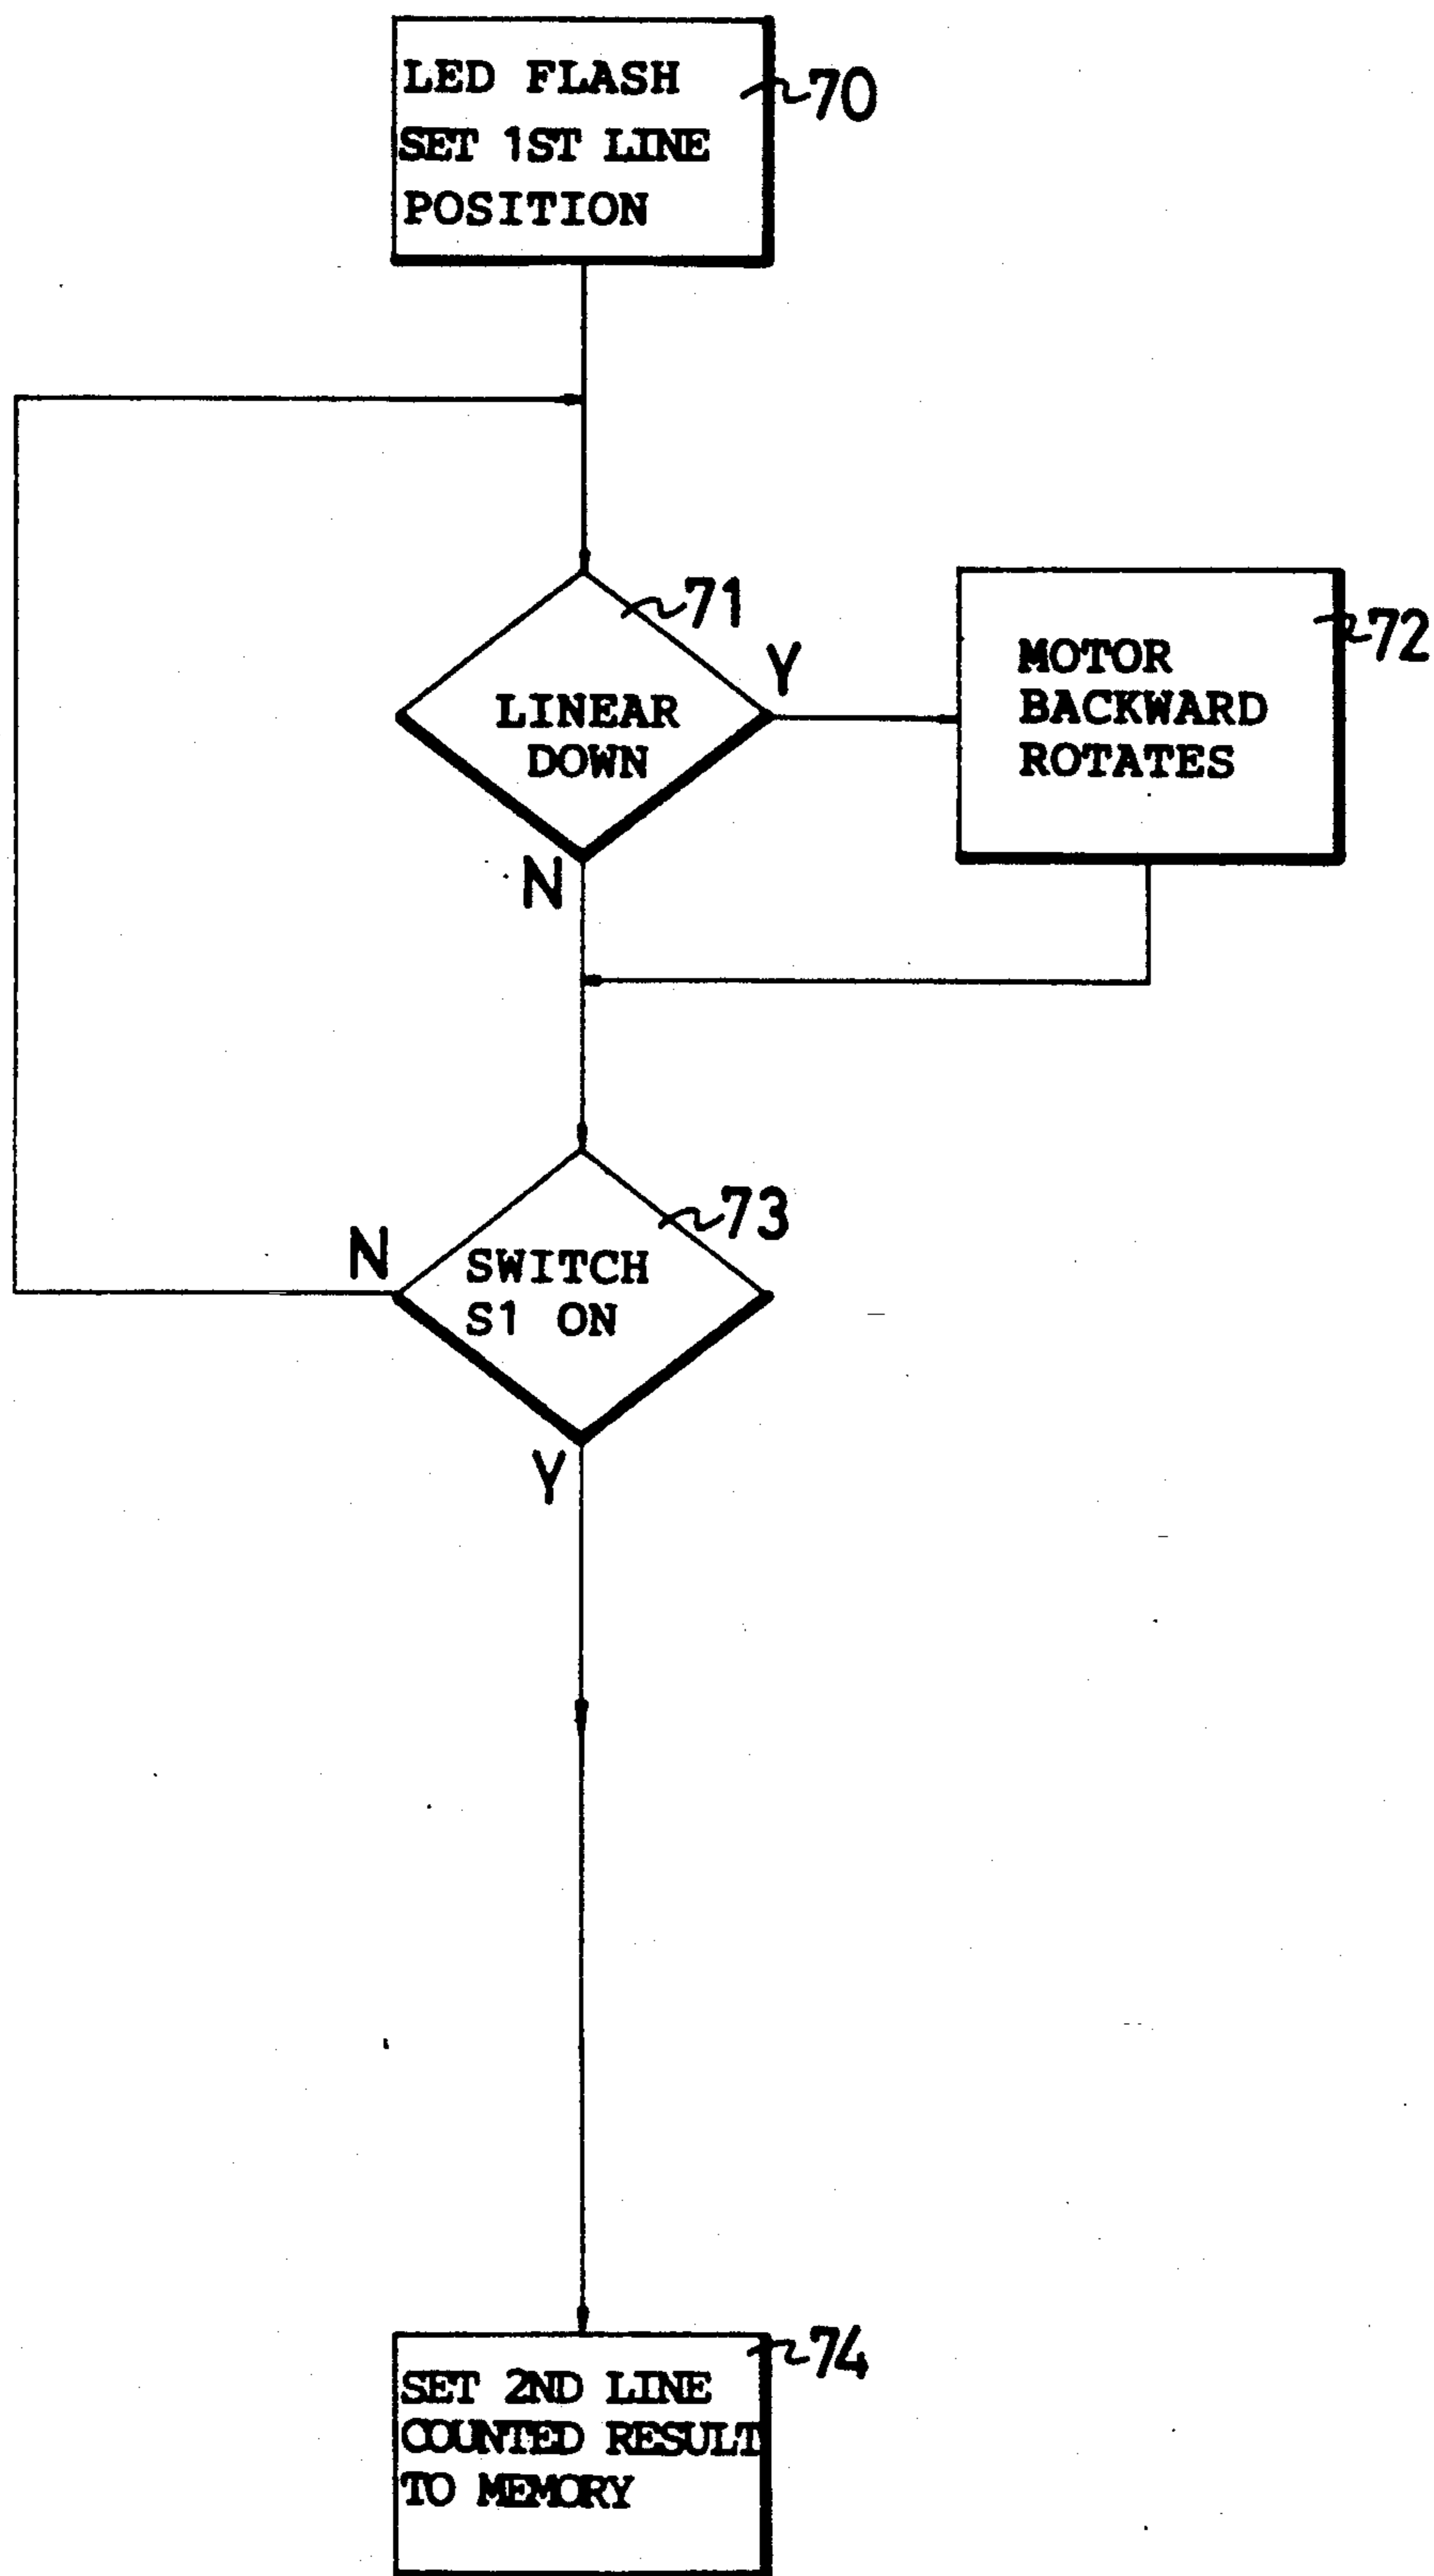 LED FLASH
SET 1ST LINE
POSITION
70
71
LINEAR
DOWN
Y
N
MOTOR
BACKWARD
ROTATES
72
73
SWITCH
S1 ON
N
Y
74
SET 2ND LINE
COUNTED RESULT
TO MEMORY